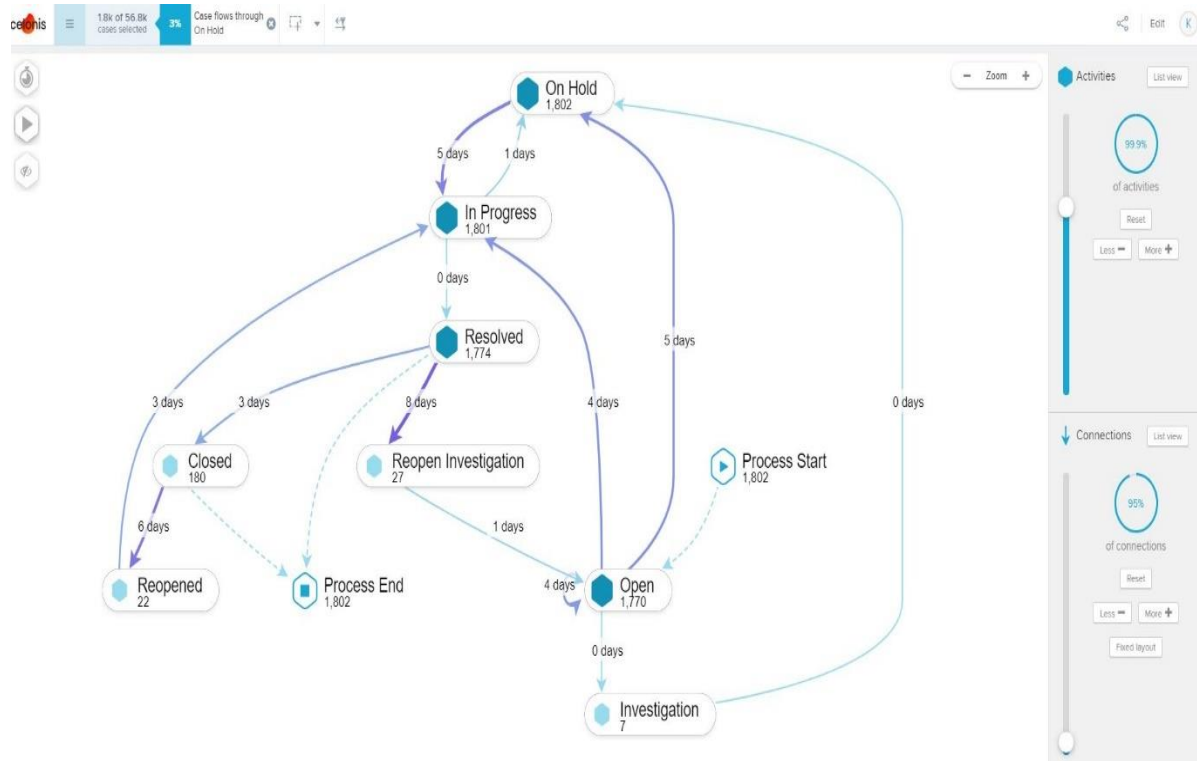 celonis
1.8k of 56.8k
cases selected
3%
Case flows through
On Hold
Edit
K
Zoom
On Hold
1,802
5 days
1 days
In Progress
1,801
0 days
Resolved
1,774
5 days
3 days
3 days
8 days
4 days
0 days
Closed
180
Reopen Investigation
27
Process Start
1,802
6 days
1 days
Reopened
22
Process End
1,802
4 days
Open
1,770
0 days
Investigation
7
Activities
List view
99.9%
of activities
Reset
Less −
More +
Connections
List view
95%
of connections
Reset
Less −
More +
Fixed layout